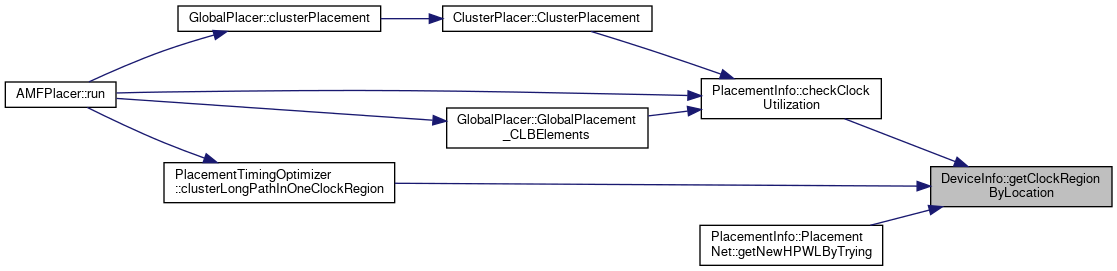 GlobalPlacer::clusterPlacement
ClusterPlacer::ClusterPlacement
AMFPlacer::run
PlacementInfo::checkClock
Utilization
GlobalPlacer::GlobalPlacement
_CLBElements
PlacementTimingOptimizer
::clusterLongPathInOneClockRegion
DeviceInfo::getClockRegion
ByLocation
PlacementInfo::Placement
Net::getNewHPWLByTrying